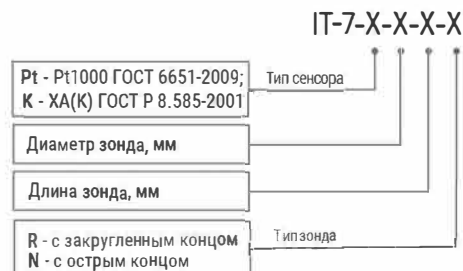 IT-7-X-X-X-X
Pt - Pt1000 ГОСТ 6651-2009;
K - ХА(K) ГОСТ Р 8.585-2001
Тип сенсора
Диаметр зонда, мм
Длина зонда, мм
R - с закругленным концом
N - с острым концом
Тип зонда